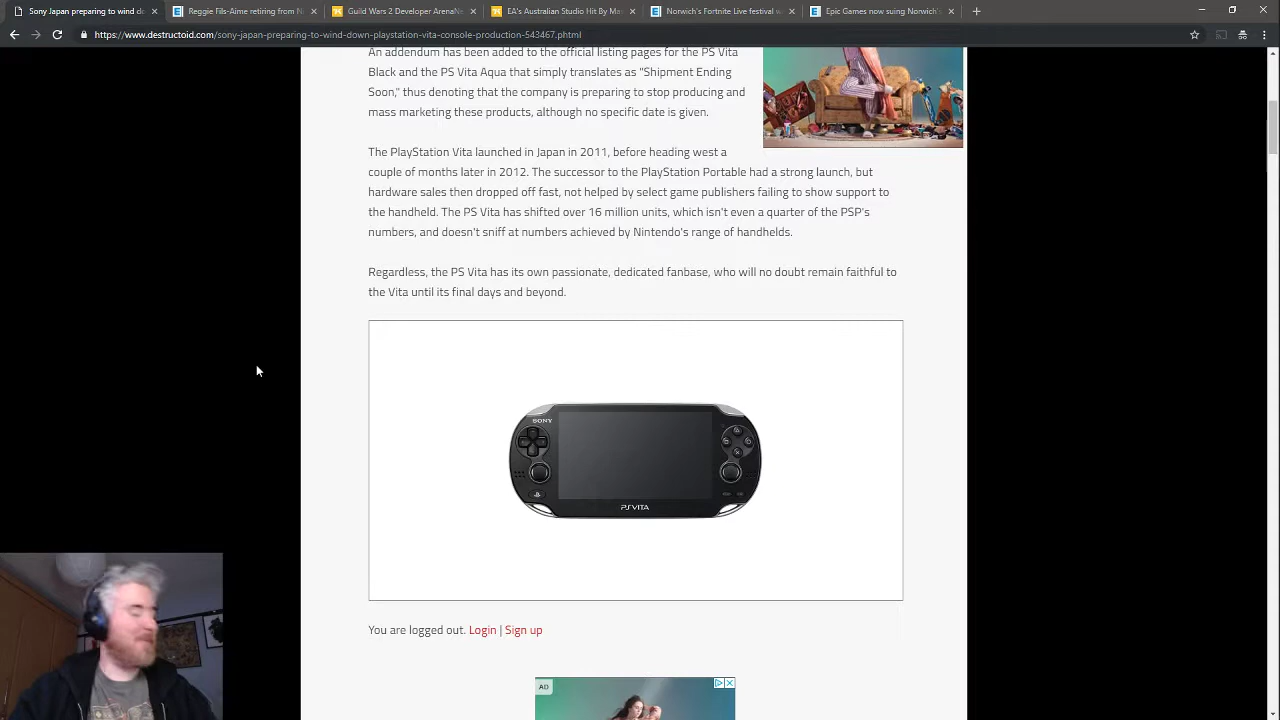 Sony Japan preparing to wind d
Reggie Fils-Aime retiring from N
Guild Wars 2 Developer ArenaNe
EA's Australian Studio Hit By M
Norwich's Fortnite Live festival w
Epic Games now suing Norwich's
https://www.destructoid.com/sony-japan-preparing-to-wind-down-playstation-vita-console-production-543467.phtml
An addendum has been added to the official listing pages for the PS Vita
Black and the PS Vita Aqua that simply translates as "Shipment Ending
Soon," thus denoting that the company is preparing to stop producing and
mass marketing these products, although no specific date is given.
The PlayStation Vita launched in Japan in 2011, before heading west a
couple of months later in 2012. The successor to the PlayStation Portable had a strong launch, but
hardware sales then dropped off fast, not helped by select game publishers failing to show support to
the handheld. The PS Vita has shifted over 16 million units, which isn't even a quarter of the PSP's
numbers, and doesn't sniff at numbers achieved by Nintendo's range of handhelds.
Regardless, the PS Vita has its own passionate, dedicated fanbase, who will no doubt remain faithful to
the Vita until its final days and beyond.
SONY
PSVITA
You are logged out. Login | Sign up
AD